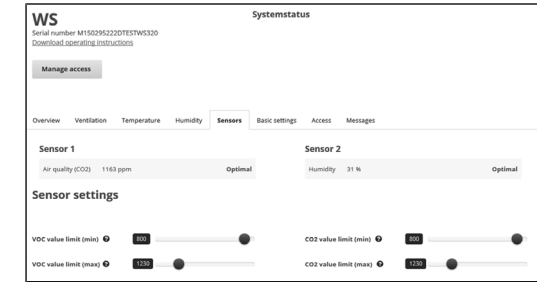 WS
Systemstatus
Serial number M150295222DTESTWS320
Download operating instructions
Manage access
Overview Ventilation Temperature Humidity Sensors Basic settings Access Messages
Sensor 1 Sensor 2
Air quality (CO2) 1163 ppm Optimal Humidity 31 % Optimal
Sensor settings
VOC value limit (min) ? 800 CO2 value limit (min) ? 800
VOC value limit (max) ? 1230 CO2 value limit (max) ? 1230